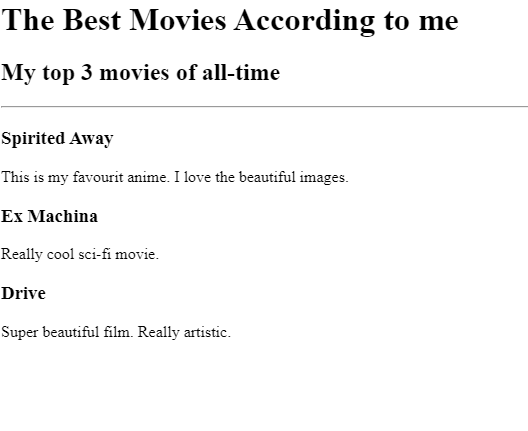 The Best Movies According to me
My top 3 movies of all-time
Spirited Away
This is my favourit anime. I love the beautiful images.
Ex Machina
Really cool sci-fi movie.
Drive
Super beautiful film. Really artistic.